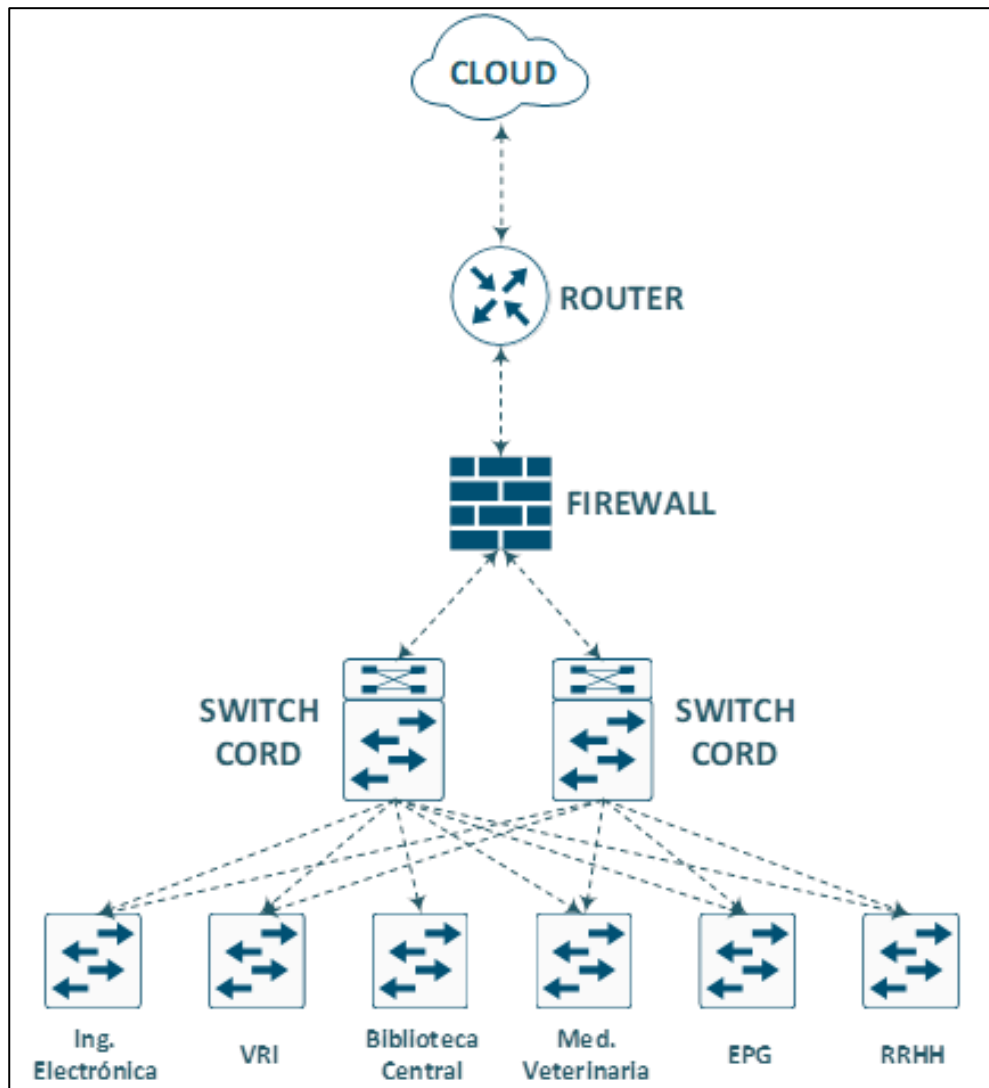 CLOUD
ROUTER
FIREWALL
SWITCH
CORD
SWITCH
CORD
Ing.
Electrónica
VRI
Biblioteca
Central
Med.
Veterinaria
EPG
RRHH